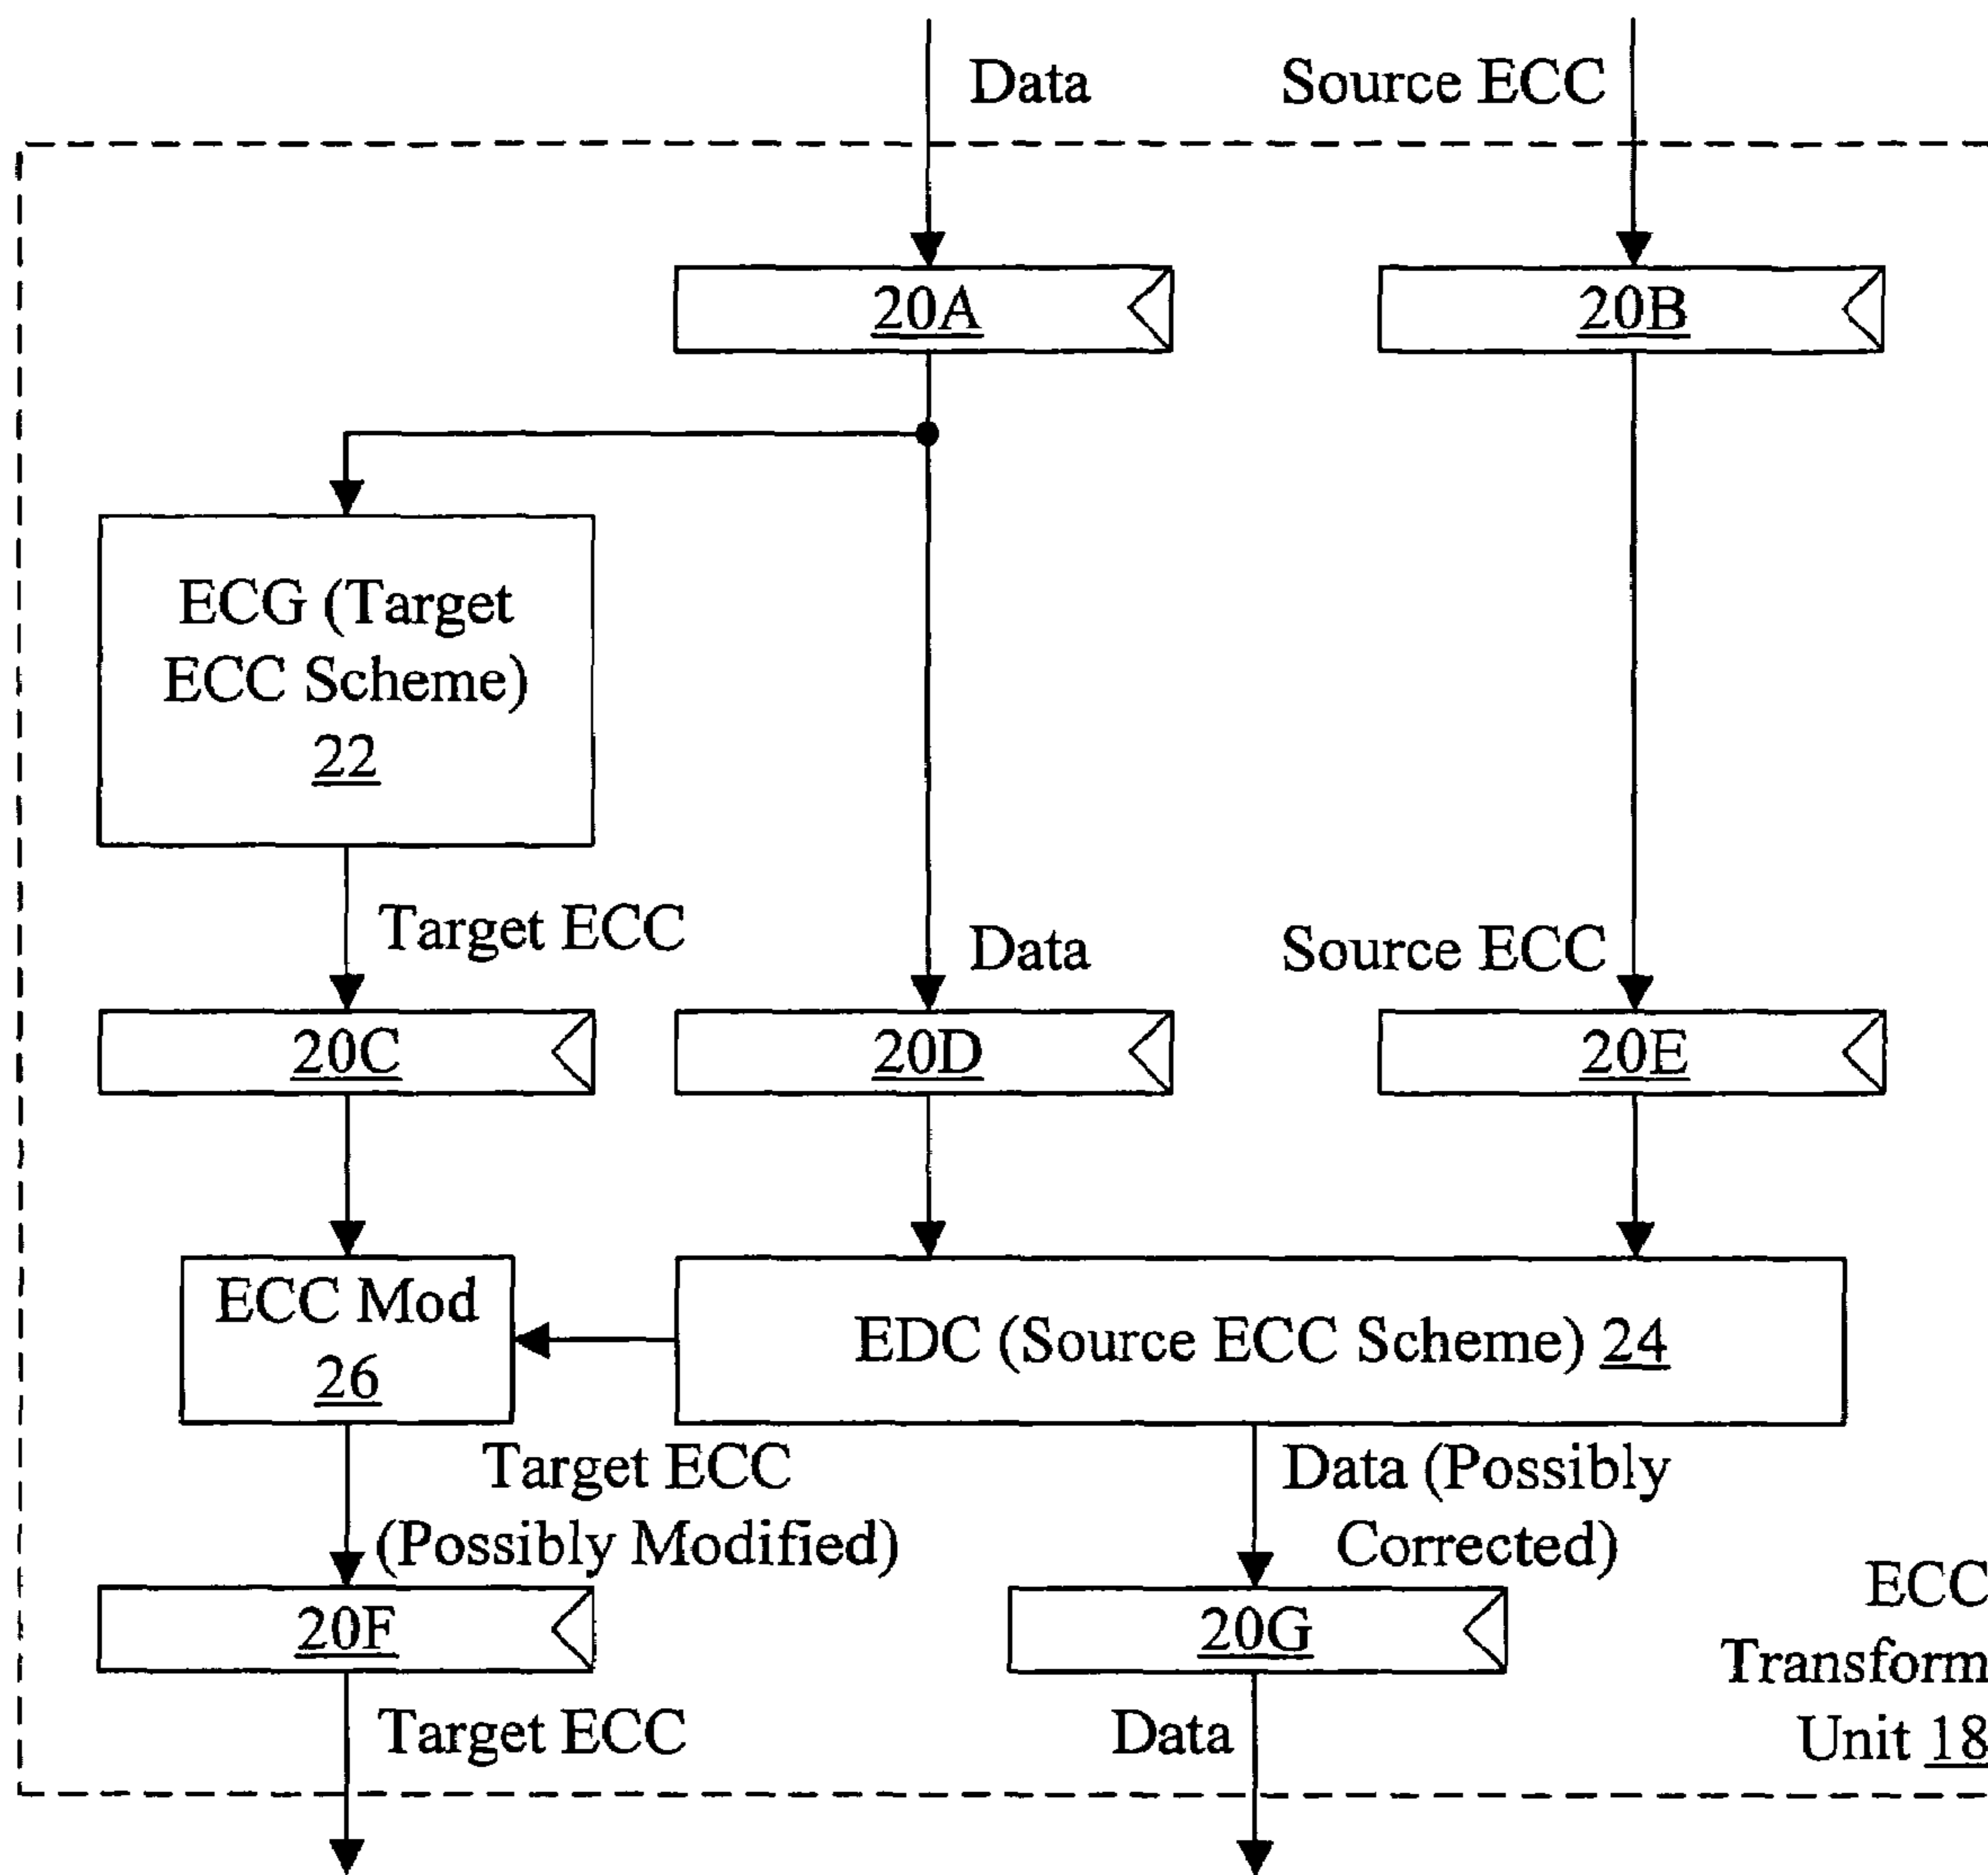 Data
Source ECC
20A
20B
ECG (Target
ECC Scheme)
22
Target ECC
Data
Source ECC
20C
20D
20E
ECC Mod
26
EDC (Source ECC Scheme) 24
Target ECC
(Possibly Modified)
Data (Possibly
Corrected)
20F
20G
ECC
Transform
Unit 18
Target ECC
Data